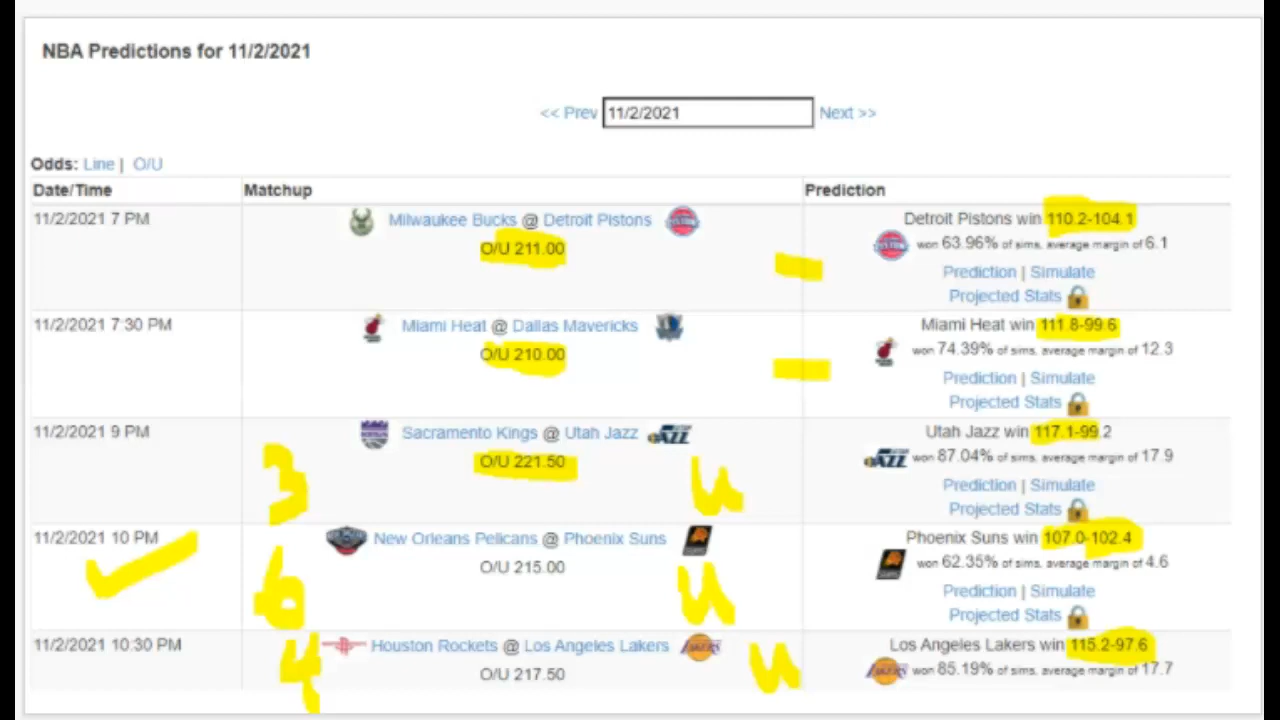 NBA Predictions for 11/2/2021
<< Prev 11/2/2021 Next >>
Odds: Line | O/U
Date/Time Matchup Prediction
11/2/2021 7 PM Milwaukee Bucks @ Detroit Pistons Detroit Pistons win 110.2-104.1
O/U 211.00 won 63.96% of sims, average margin of 6.1
Prediction | Simulate
Projected Stats
11/2/2021 7:30 PM Miami Heat @ Dallas Mavericks Miami Heat win 111.8-99.6
O/U 210.00 won 74.39% of sims, average margin of 12.3
Prediction | Simulate
Projected Stats
11/2/2021 9 PM Sacramento Kings @ Utah Jazz Utah Jazz win 117.1-99.2
O/U 221.50 won 87.04% of sims, average margin of 17.9
3 u Prediction | Simulate
Projected Stats
11/2/2021 10 PM New Orleans Pelicans @ Phoenix Suns Phoenix Suns win 107.0-102.4
O/U 215.00 won 62.35% of sims, average margin of 4.6
6 u Prediction | Simulate
Projected Stats
11/2/2021 10:30 PM Houston Rockets @ Los Angeles Lakers Los Angeles Lakers win 115.2-97.6
4 O/U 217.50 u won 85.19% of sims, average margin of 17.7